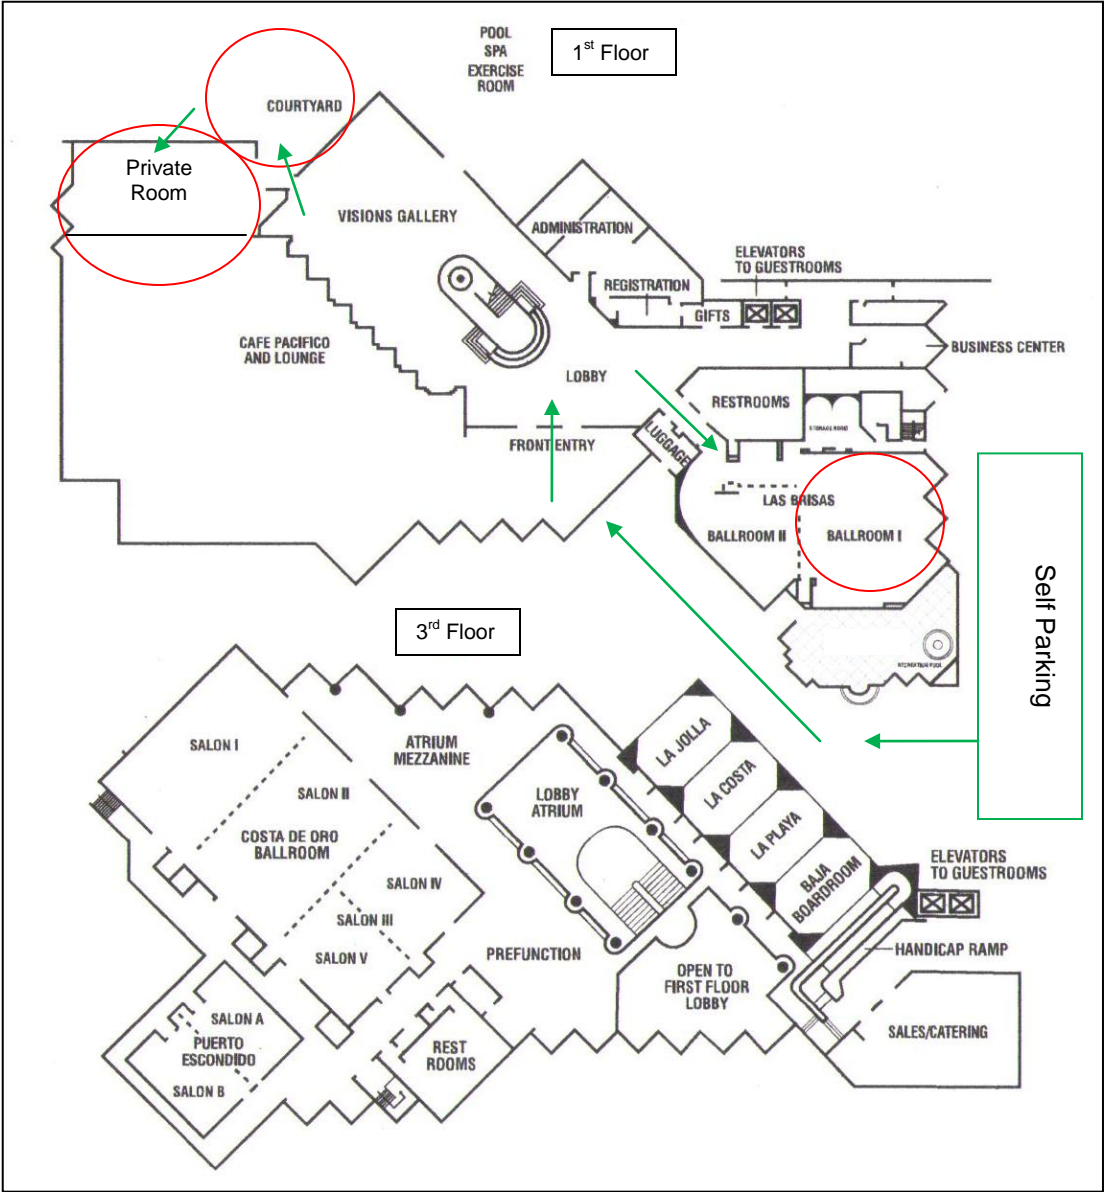 POOL
SPA
EXERCISE
ROOM
1st Floor
COURTYARD
Private
Room
VISIONS GALLERY
ADMINISTRATION
ELEVATORS
TO GUESTROOMS
REGISTRATION
GIFTS
CAFE PACIFICO
AND LOUNGE
BUSINESS CENTER
LOBBY
RESTROOMS
STORAGE ROOM
FRONT ENTRY
LUGGAGE
LAS BRISAS
BALLROOM II
BALLROOM I
Self Parking
RECREATION POOL
3rd Floor
SALON I
ATRIUM
MEZZANINE
LA JOLLA
SALON II
LOBBY
ATRIUM
LA COSTA
COSTA DE ORO
BALLROOM
LA PLAYA
SALON IV
BAJA
BOARDROOM
ELEVATORS
TO GUESTROOMS
SALON III
SALON V
PREFUNCTION
HANDICAP RAMP
OPEN TO
FIRST FLOOR
LOBBY
SALON A
PUERTO
ESCONDIDO
SALON B
REST
ROOMS
SALES/CATERING